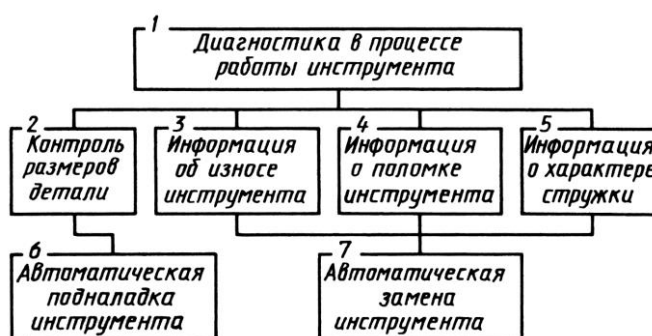 1
Диагностика в процессе
работы инструмента
2
Контроль
размеров
детали
3
Информация
об износе
инструмента
4
Информация
о поломке
инструмента
5
Информация
о характере
стружки
6
Автоматическая
подналадка
инструмента
7
Автоматическая
замена
инструмента